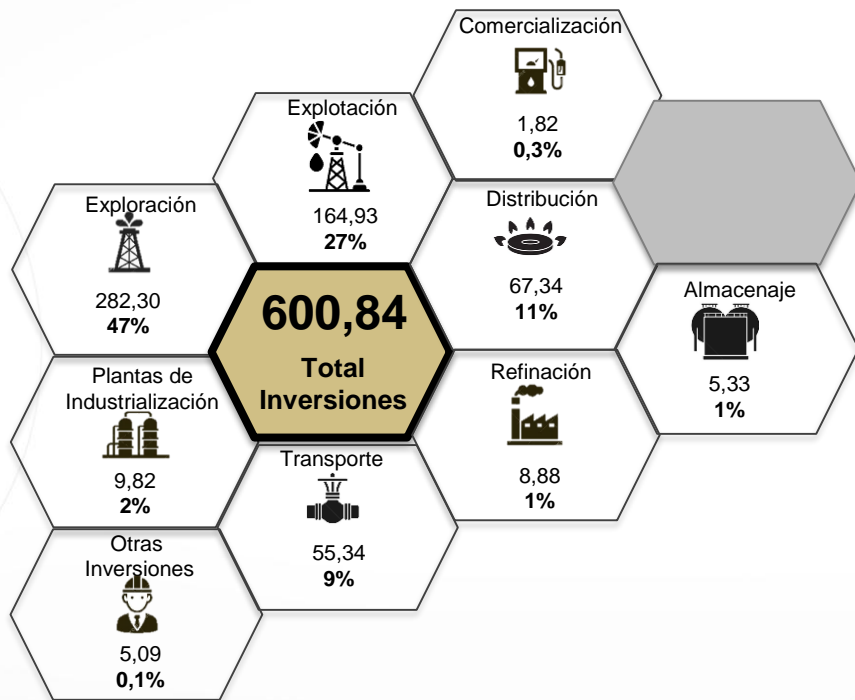 Comercialización
1,82
0,3%
Explotación
164,93
27%
Exploración
282,30
47%
Distribución
67,34
11%
Almacenaje
5,33
1%
600,84
Total
Inversiones
Plantas de
Industrialización
9,82
2%
Refinación
8,88
1%
Transporte
55,34
9%
Otras
Inversiones
5,09
0,1%